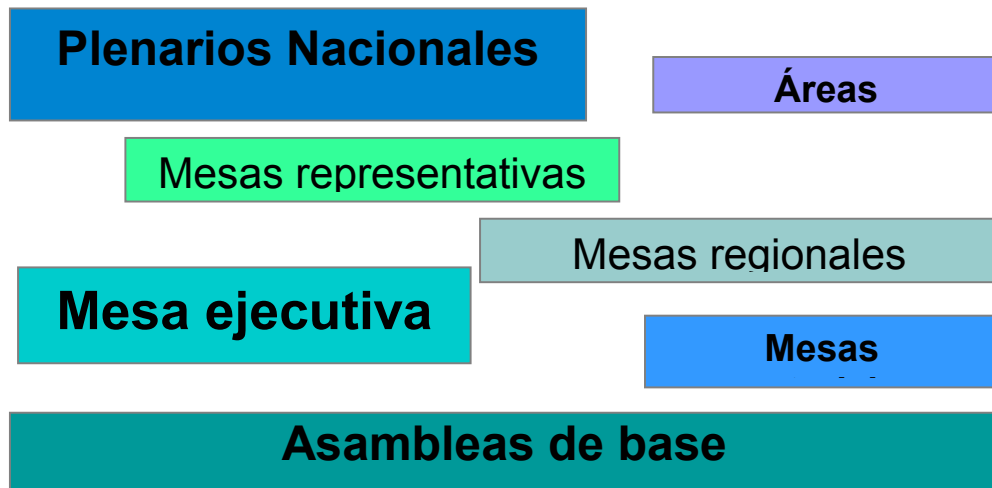 Plenarios Nacionales
Áreas
Mesas representativas
Mesas regionales
Mesa ejecutiva
Mesas
Asambleas de base